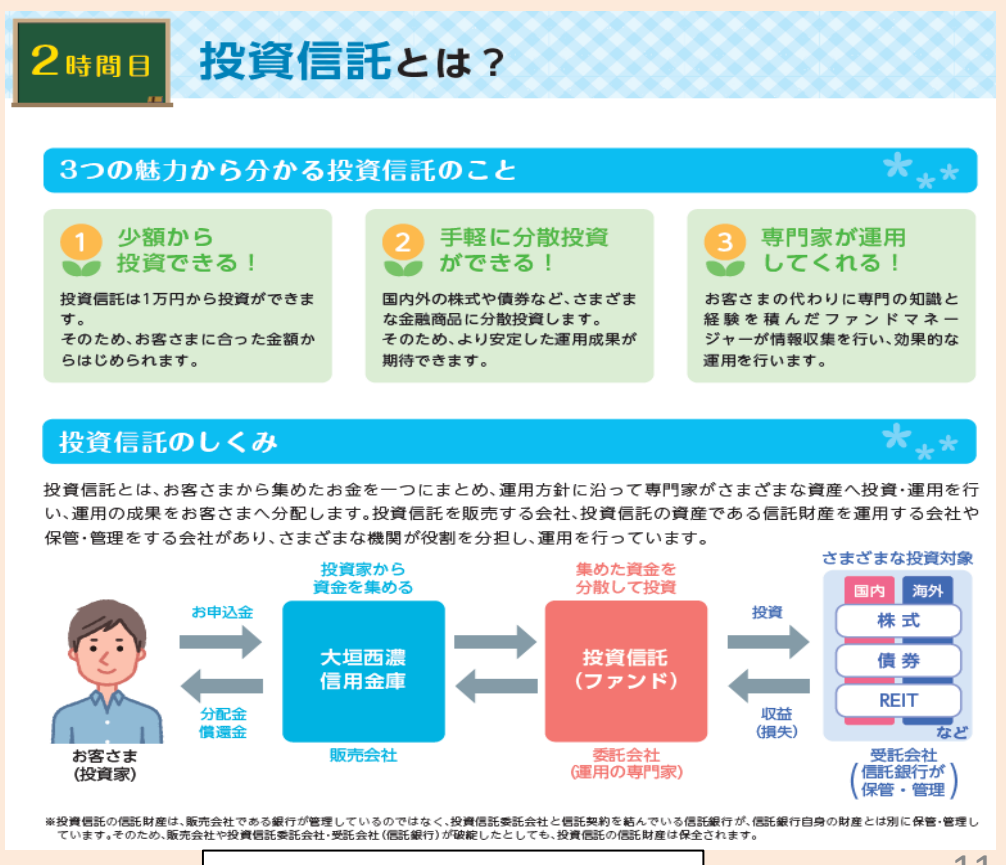 2時間目
投資信託とは？
3つの魅力から分かる投資信託のこと
1 少額から
投資できる！
投資信託は1万円から投資ができま
す。
そのため、お客さまに合った金額か
らはじめられます。
2 手軽に分散投資
ができる！
国内外の株式や債券など、さまざま
な金融商品に分散投資します。
そのため、より安定した運用成果が
期待できます。
3 専門家が運用
してくれる！
お客さまの代わりに専門の知識と
経験を積んだファンドマネー
ジャーが情報収集を行い、効果的な
運用を行います。
投資信託のしくみ
投資信託とは、お客さまから集めたお金を一つにまとめ、運用方針に沿って専門家がさまざまな資産へ投資・運用を行
い、運用の成果をお客さまへ分配します。投資信託を販売する会社、投資信託の資産である信託財産を運用する会社や
保管・管理をする会社があり、さまざまな機関が役割を分担し、運用を行っています。
お客さま
(投資家)
お申込金
分配金
償還金
投資家から
資金を集める
大垣西濃
信用金庫
販売会社
集めた資金を
分散して投資
投資信託
(ファンド)
委託会社
(運用の専門家)
投資
収益
(損失)
さまざまな投資対象
国内 海外
株式
債券
REIT
など
受託会社
(信託銀行が
保管・管理)
※投資信託の信託財産は、販売会社である銀行が管理しているのではなく、投資信託委託会社と信託契約を結んでいる信託銀行が、信託銀行自身の財産とは別に保管・管理し
ています。そのため、販売会社や投資信託委託会社・受託会社(信託銀行)が破綻したとしても、投資信託の信託財産は保全されます。
11